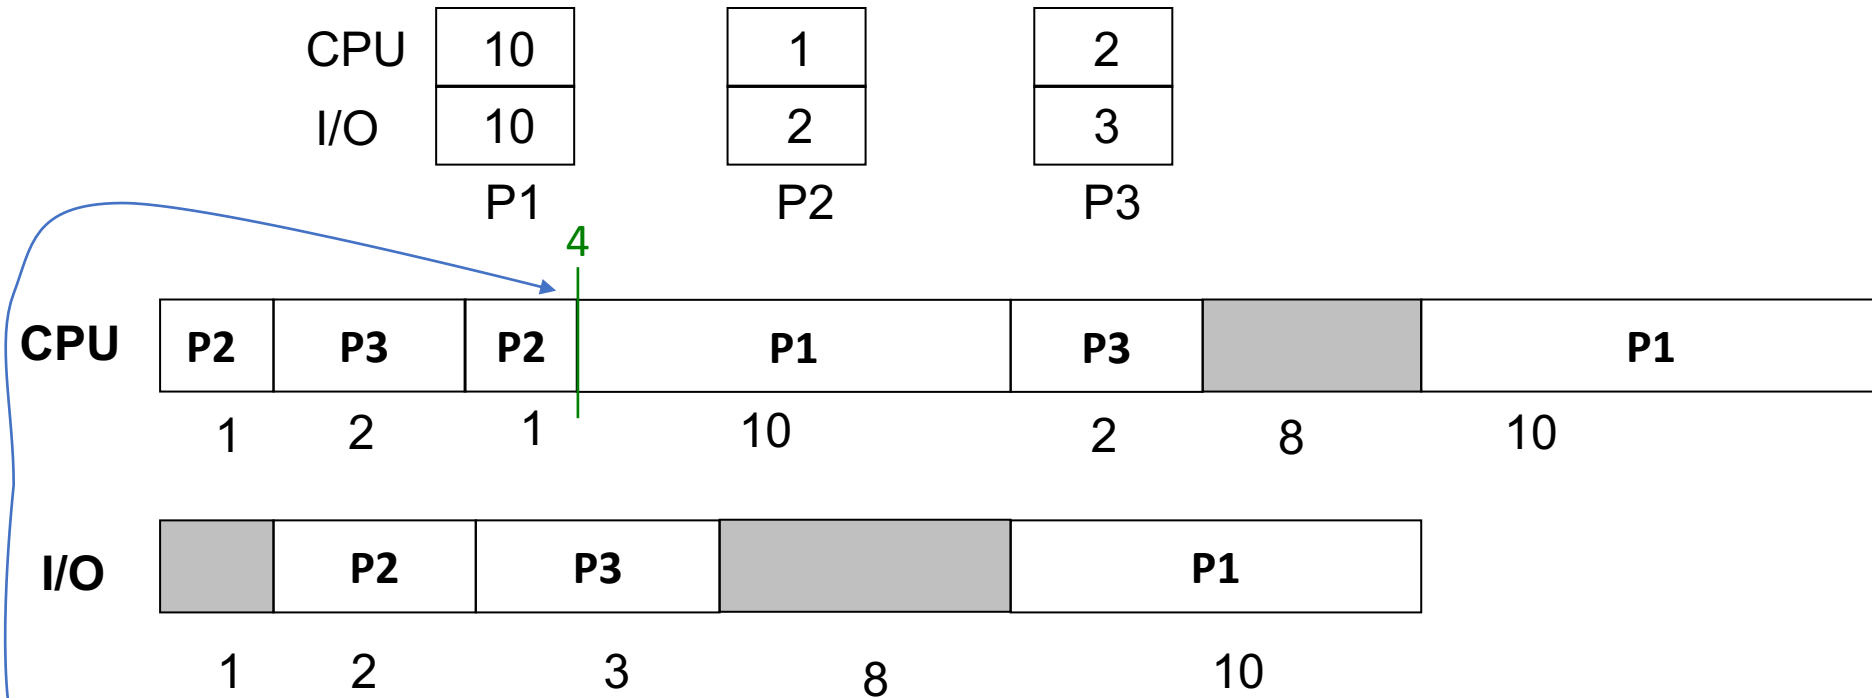 CPU 10 1 2
I/O 10 2 3
P1 P2 P3
4
CPU P2 P3 P2 P1 P3 P1
1 2 1 10 2 8 10
I/O P2 P3 P1
1 2 3 8 10